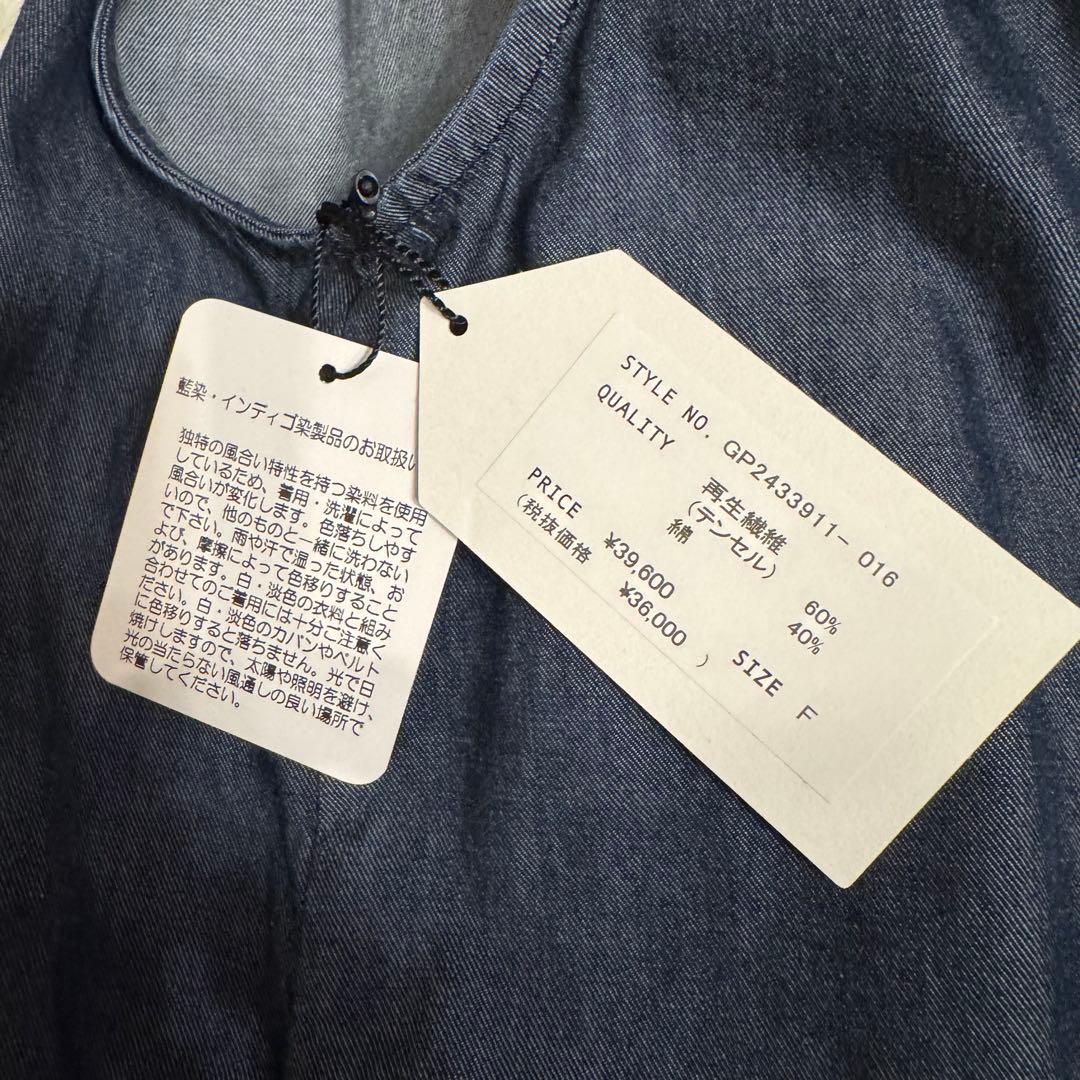 藍染・インディゴ染製品のお取扱い
独特の風合い特性を持つ染料を使用
しているため、着用・洗濯によって
風合いが変化します。色落ちしやす
いので、他のものと一緒に洗わない
で下さい。雨や汗で湿った状態、お
よび、摩擦によって色移りすること
があります。白・淡色の衣料と組み
合わせてのご着用には十分ご注意く
ださい。白・淡色のカバンやベルト
に色移りすると落ちません。光で日
焼けしますので、太陽や照明を避け、
光の当たらない風通しの良い場所で
保管してください。
STYLE NO. GP2433911- 016
QUALITY 再生繊維 60%
(テンセル)
綿 40%
PRICE ¥39,600
(税抜価格 ¥36,000 )
SIZE F